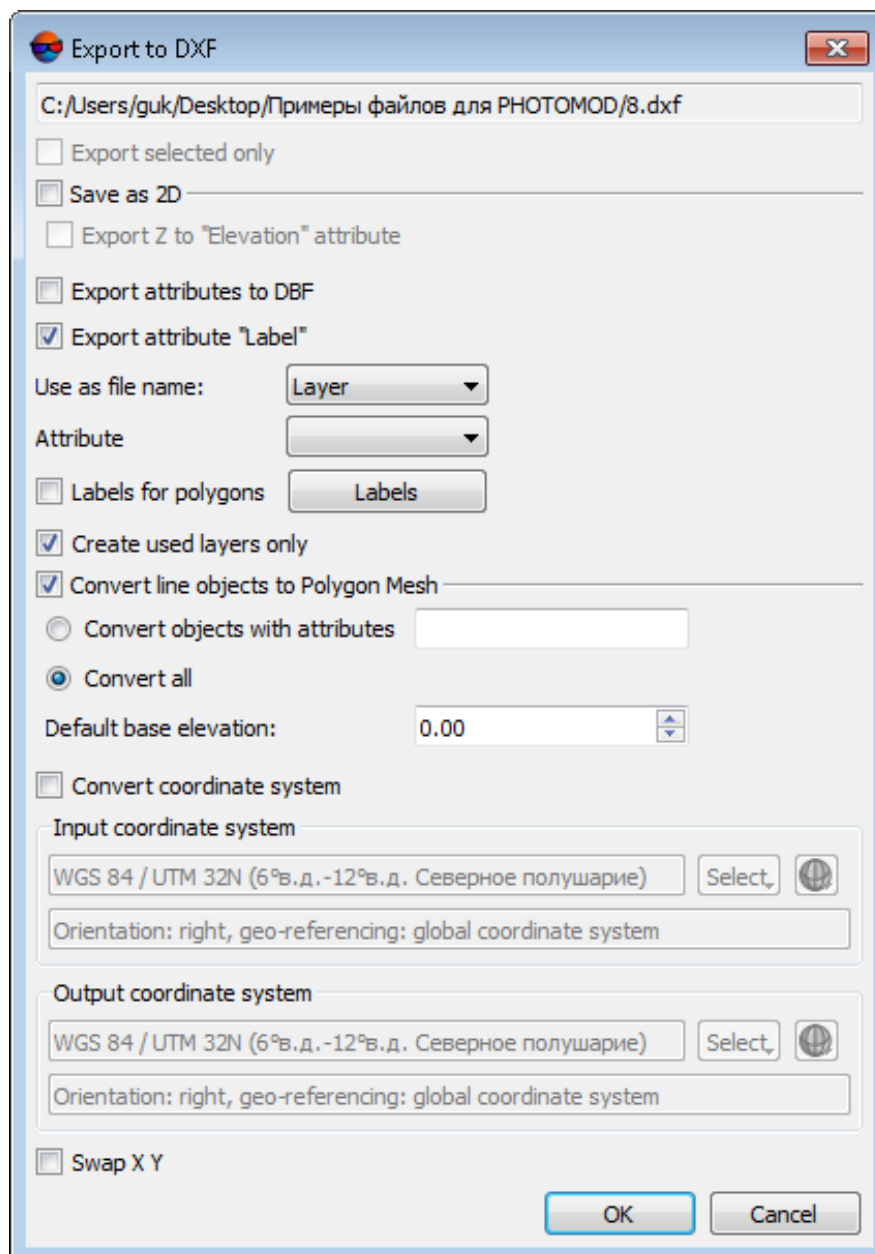 Export to DXF
C:/Users/guk/Desktop/Примеры файлов для PHOTOMOD/8.dxf
Export selected only
Save as 2D
Export Z to "Elevation" attribute
Export attributes to DBF
Export attribute "Label"
Use as file name: Layer
Attribute
Labels for polygons Labels
Create used layers only
Convert line objects to Polygon Mesh
Convert objects with attributes
Convert all
Default base elevation: 0.00
Convert coordinate system
Input coordinate system
WGS 84 / UTM 32N (6°в.д.-12°в.д. Северное полушарие) Select
Orientation: right, geo-referencing: global coordinate system
Output coordinate system
WGS 84 / UTM 32N (6°в.д.-12°в.д. Северное полушарие) Select
Orientation: right, geo-referencing: global coordinate system
Swap X Y
OK Cancel